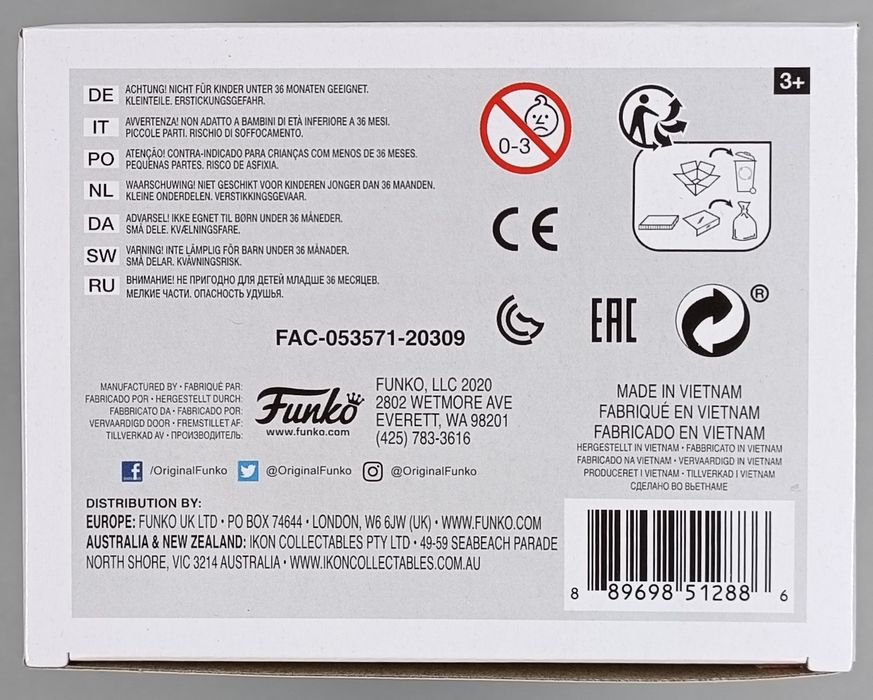 3+
DE ACHTUNG! NICHT FÜR KINDER UNTER 36 MONATEN GEEIGNET.
KLEINTEILE. ERSTICKUNGSGEFAHR.
IT AVVERTENZA! NON ADATTO A BAMBINI DI ETÀ INFERIORE A 36 MESI.
PICCOLE PARTI. RISCHIO DI SOFFOCAMENTO.
PO ATENÇÃO! CONTRA-INDICADO PARA CRIANÇAS COM MENOS DE 36 MESES.
PEQUENAS PARTES. RISCO DE ASFIXIA.
NL WAARSCHUWING! NIET GESCHIKT VOOR KINDEREN JONGER DAN 36 MAANDEN.
KLEINE ONDERDELEN. VERSTIKKINGSGEVAAR.
DA ADVARSEL! IKKE EGNET TIL BØRN UNDER 36 MÅNEDER.
SMÅ DELE. KVÆLNINGSFARE.
SW VARNING! INTE LÄMPLIG FÖR BARN UNDER 36 MÅNADER.
SMÅ DELAR. KVÄVNINGSRISK.
RU ВНИМАНИЕ! НЕ ПРИГОДНО ДЛЯ ДЕТЕЙ МЛАДШЕ 36 МЕСЯЦЕВ.
МЕЛКИЕ ЧАСТИ. ОПАСНОСТЬ УДУШЬЯ.
0-3
CE
EAC
®
FAC-053571-20309
MANUFACTURED BY • FABRIQUÉ PAR:
FABRICADO POR • HERGESTELLT DURCH:
FABBRICATO DA • FABRICADO POR:
VERVAARDIGD DOOR • FREMSTILLET AF:
TILLVERKAD AV • ПРОИЗВОДИТЕЛЬ:
Funko
www.funko.com
FUNKO, LLC 2020
2802 WETMORE AVE
EVERETT, WA 98201
(425) 783-3616
MADE IN VIETNAM
FABRIQUÉ EN VIETNAM
FABRICADO EN VIETNAM
HERGESTELLT IN VIETNAM • FABBRICATO IN VIETNAM
FABRICADO NA VIETNAM • VERVAARDIGD IN VIETNAM
PRODUCERET I VIETNAM • TILLVERKAD I VIETNAM
СДЕЛАНО ВО ВЬЕТНАМЕ
f /OriginalFunko @OriginalFunko @OriginalFunko
DISTRIBUTION BY:
EUROPE: FUNKO UK LTD • PO BOX 74644 • LONDON, W6 6JW (UK) • WWW.FUNKO.COM
AUSTRALIA & NEW ZEALAND: IKON COLLECTABLES PTY LTD • 49-59 SEABEACH PARADE
NORTH SHORE, VIC 3214 AUSTRALIA • WWW.IKONCOLLECTABLES.COM.AU
8 89698 51288 6